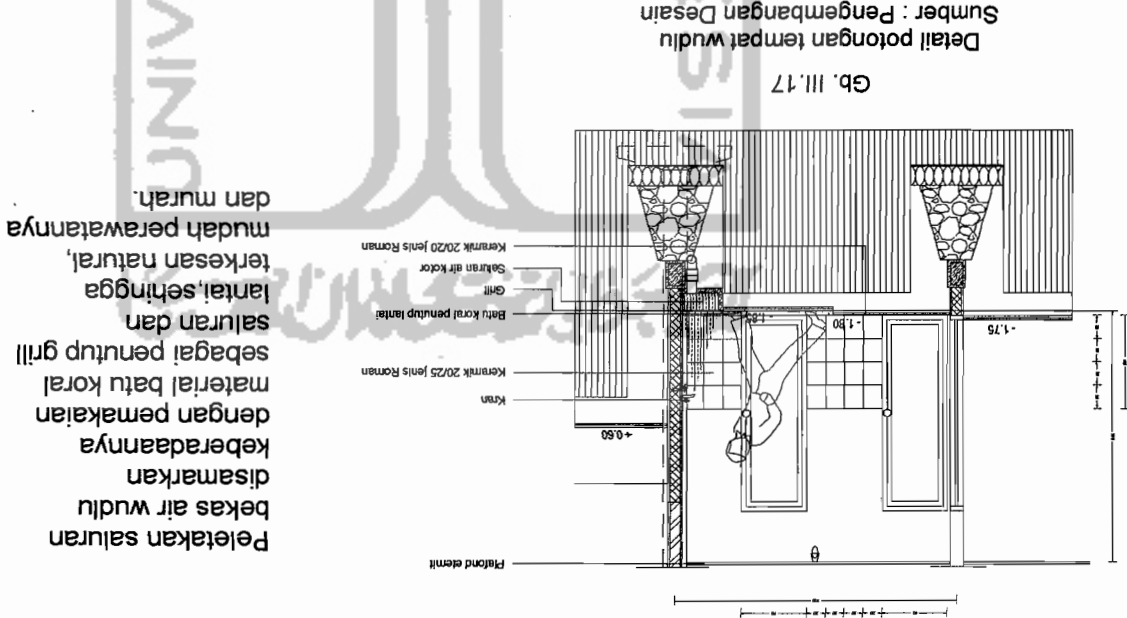 Peletakan saluran
bekas air wudlu
disamarkan
keberadaannya
dengan pemakaian
material batu koral
sebagai penutup grill
saluran dan
lantai,sehingga
terkesan natural,
mudah perawatannya
dan murah.
Plafond eternit
+0.60
Kran
Keramik 20/25 jenis Roman
Batu koral penutup lantai
Grill
Saluran air kotor
Keramik 20/20 jenis Roman
-1.75
-1.80
-1.85
Gb. III.17
Detail potongan tempat wudlu
Sumber : Pengembangan Desain
UNIV